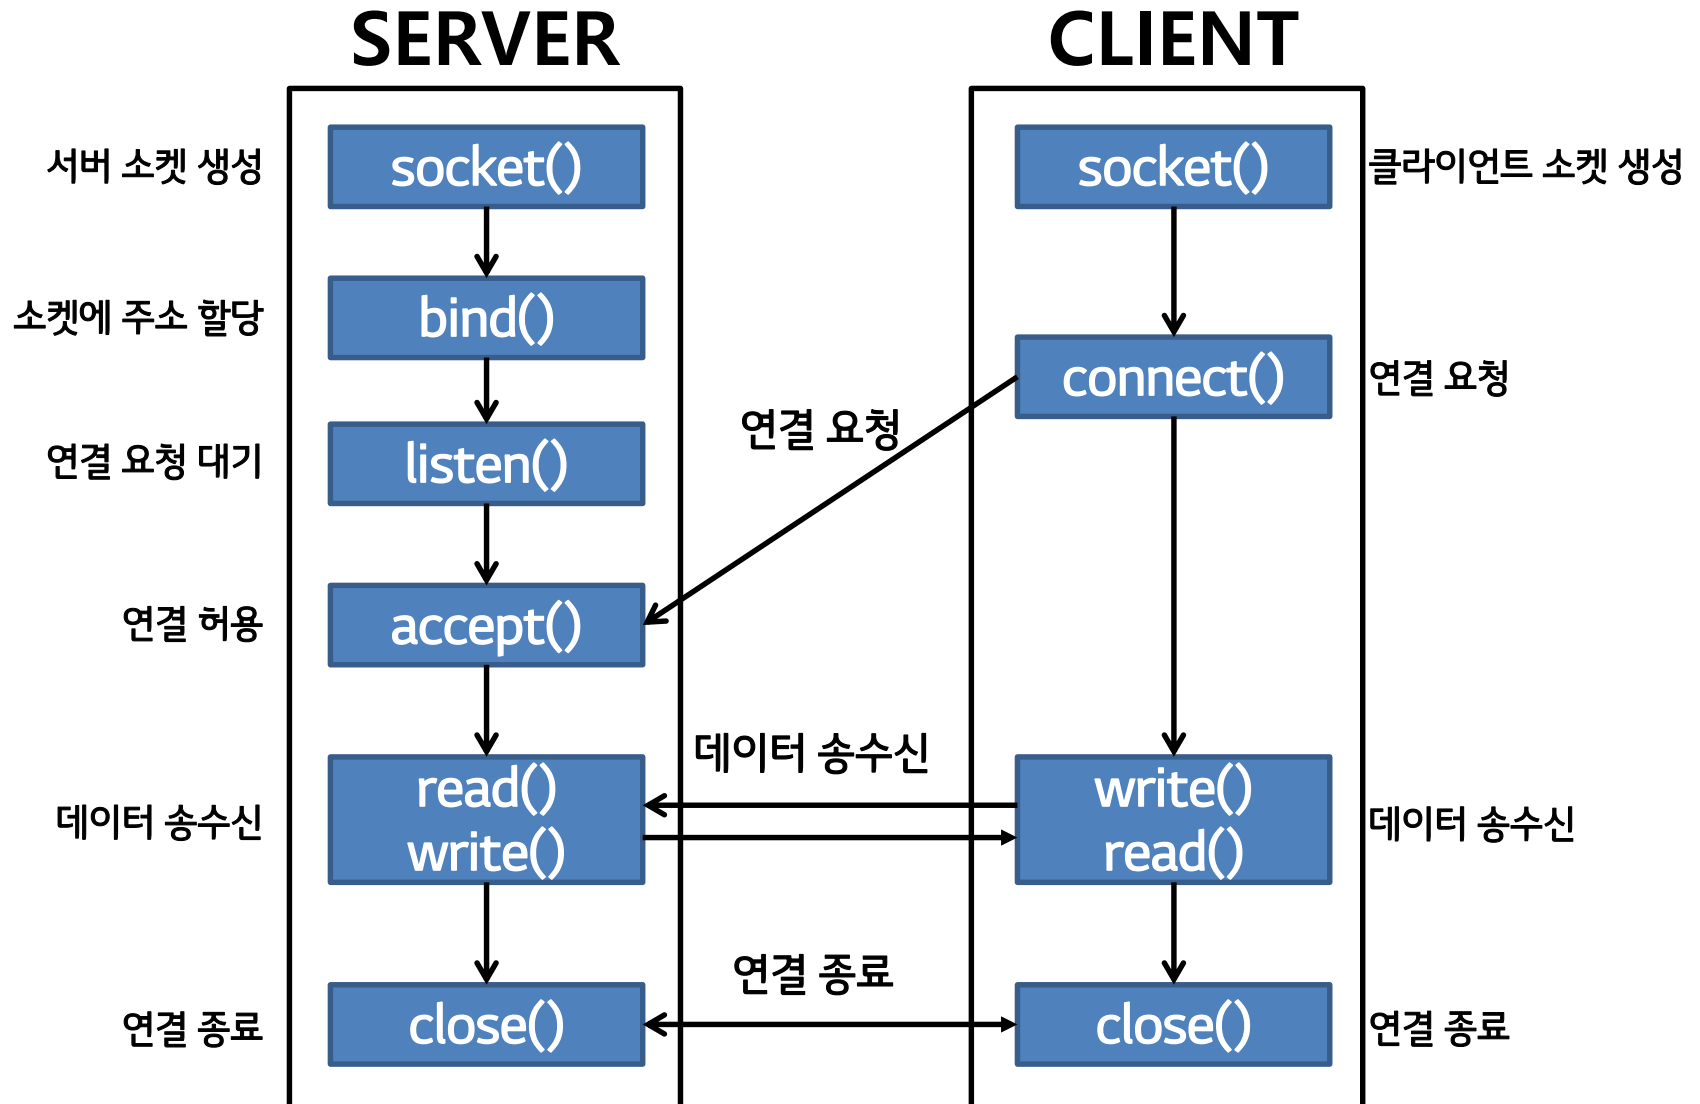 SERVER
CLIENT
서버 소켓 생성
socket()
socket()
클라이언트 소켓 생성
소켓에 주소 할당
bind()
connect()
연결 요청
연결 요청
연결 요청 대기
listen()
연결 허용
accept()
데이터 송수신
read()
write()
데이터 송수신
write()
read()
데이터 송수신
연결 종료
연결 종료
close()
close()
연결 종료